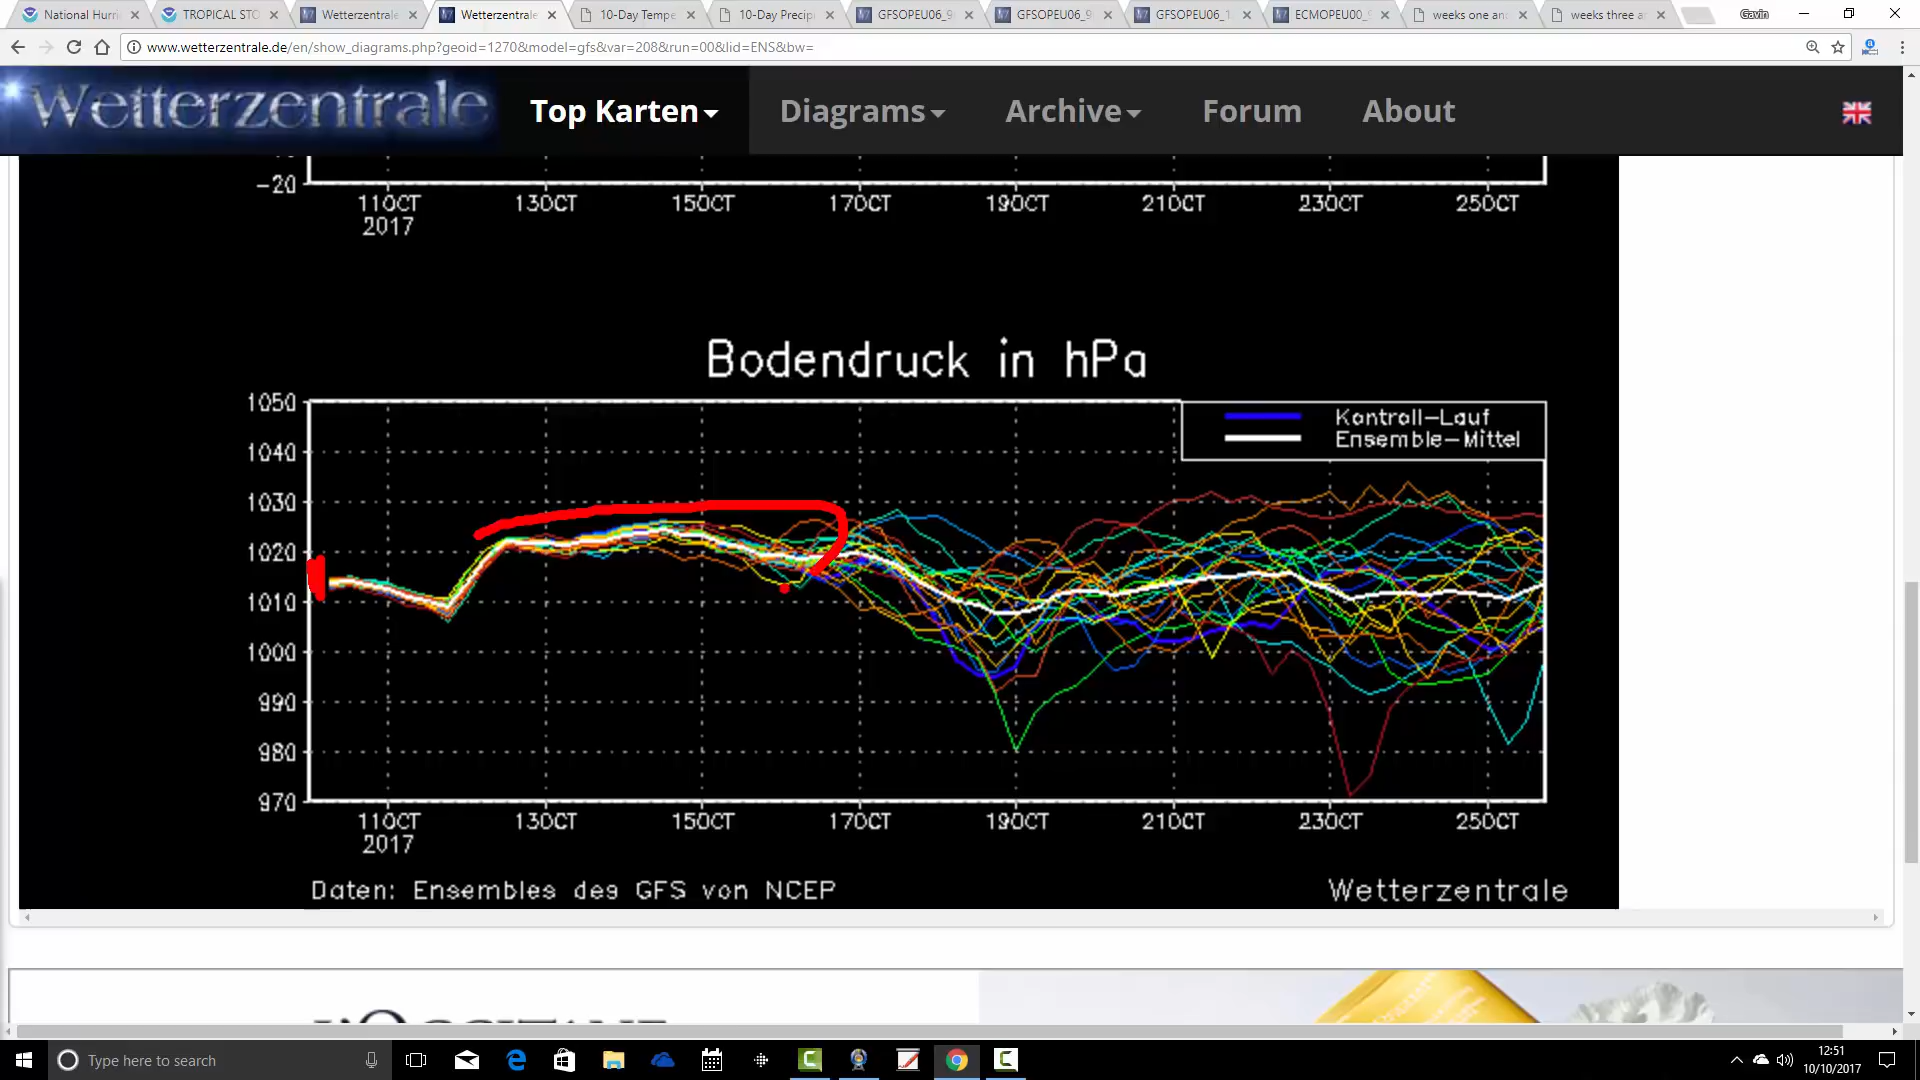 National Hurri
TROPICAL STO
Wetterzentrale
Wetterzentrale
10-Day Tempe
10-Day Precip
GFSOPEU06_9
GFSOPEU06_9
GFSOPEU06_1
ECMOPEU00_9
weeks one an
weeks three a
Gavin
www.wetterzentrale.de/en/show_diagrams.php?geoid=1270&model=gfs&var=208&run=00&lid=ENS&bw=
Wetterzentrale
Top Karten
Diagrams
Archive
Forum
About
-20
11OCT 13OCT 15OCT 17OCT 19OCT 21OCT 23OCT 25OCT
2017
Bodendruck in hPa
Kontroll-Lauf
Ensemble-Mittel
1050
1040
1030
1020
1010
1000
990
980
970
11OCT 13OCT 15OCT 17OCT 19OCT 21OCT 23OCT 25OCT
2017
Daten: Ensembles des GFS von NCEP
Wetterzentrale
Type here to search
12:51
10/10/2017